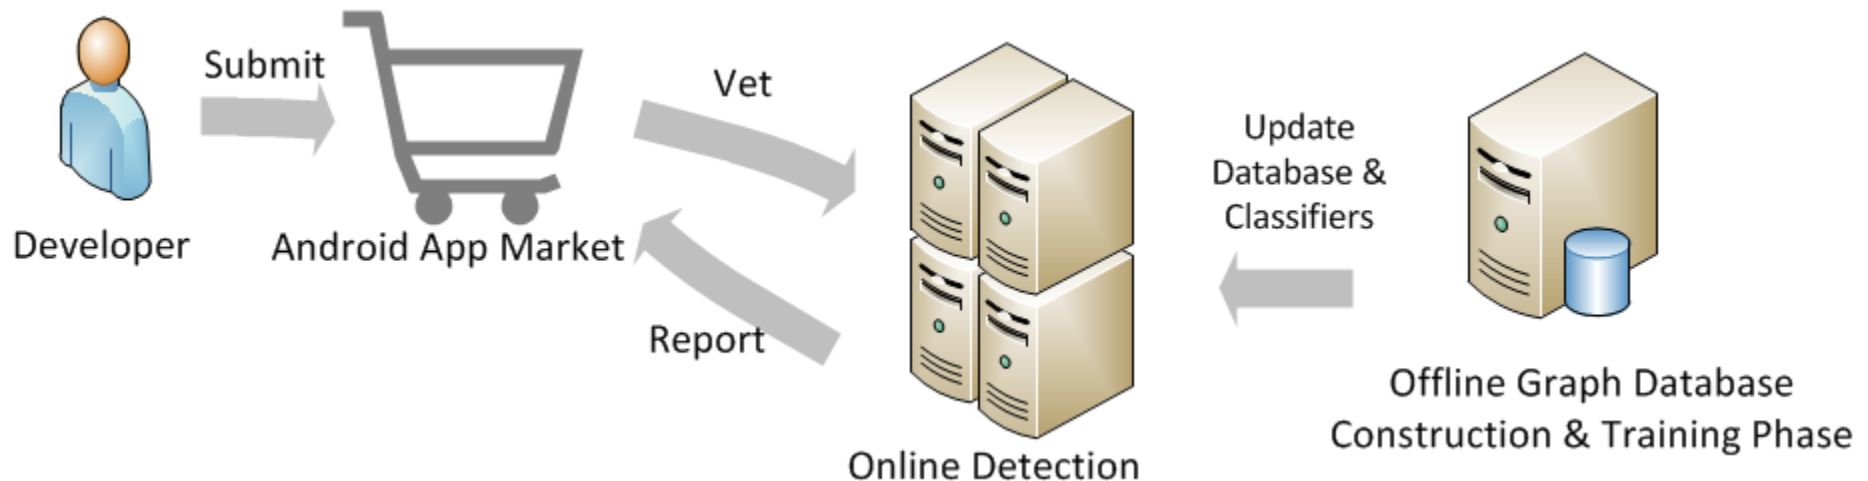 Submit
Vet
Update
Database &
Classifiers
Developer
Android App Market
Report
Offline Graph Database
Construction & Training Phase
Online Detection